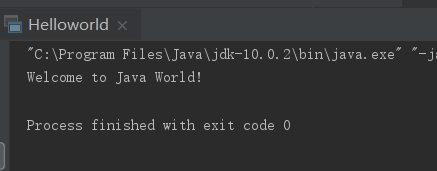 Helloworld
"C:\Program Files\Java\jdk-10.0.2\bin\java.exe" "-ja
Welcome to Java World!
Process finished with exit code 0